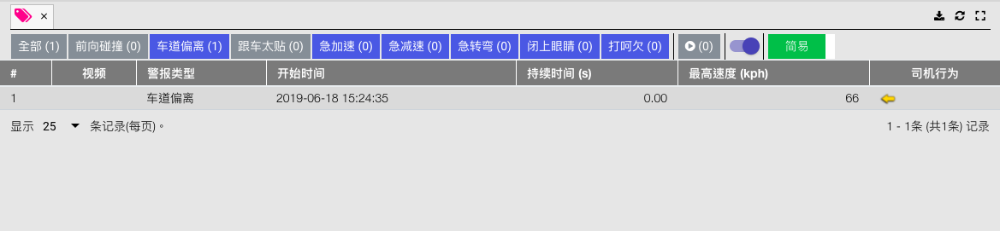 ×
全部 (1) 前向碰撞 (0) 车道偏离 (1) 跟车太贴 (0) 急加速 (0) 急减速 (0) 急转弯 (0) 闭上眼睛 (0) 打呵欠 (0) (0) 简易
# 视频 警报类型 开始时间 持续时间 (s) 最高速度 (kph) 司机行为
1 车道偏离 2019-06-18 15:24:35 0.00 66
显示 25 条记录(每页)。 1 - 1条 (共1条) 记录